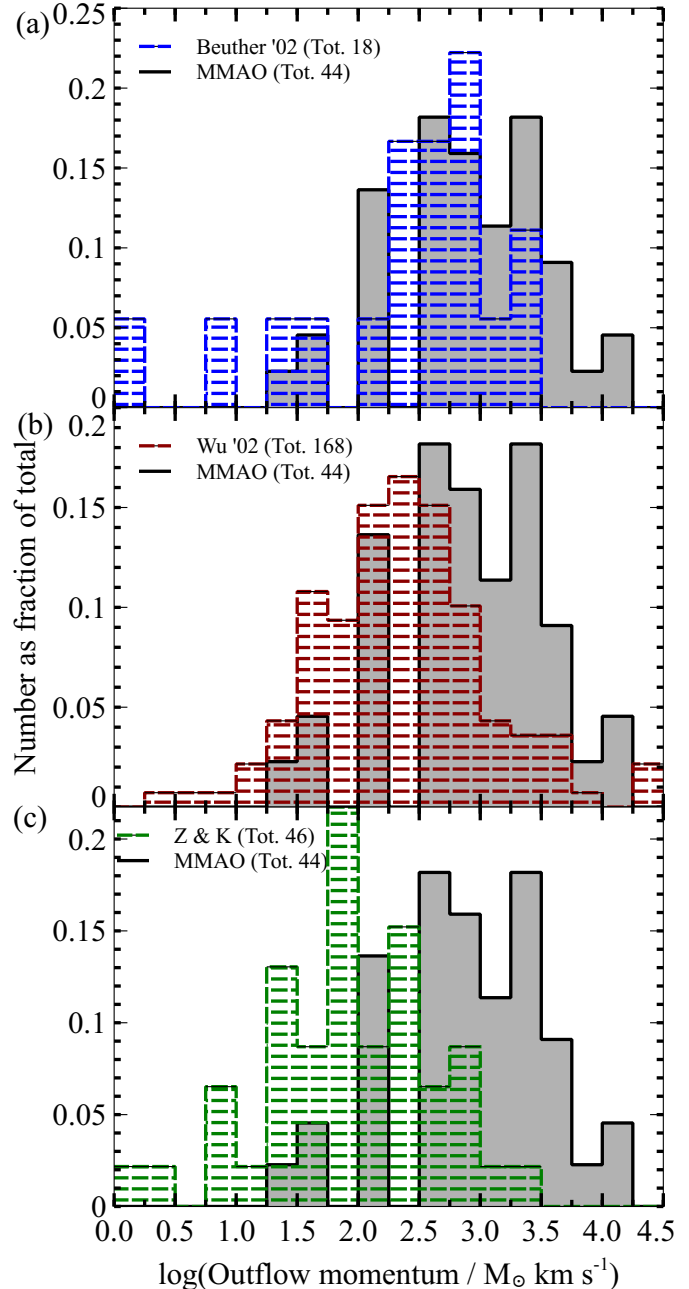 (a)
0.25
0.2
0.15
0.1
0.05
0
Beuther '02 (Tot. 18)
MMAO (Tot. 44)
(b)
0.2
0.15
0.1
0.05
0
Wu '02 (Tot. 168)
MMAO (Tot. 44)
Number as fraction of total
(c)
0.2
0.15
0.1
0.05
0
Z & K (Tot. 46)
MMAO (Tot. 44)
0.0 0.5 1.0 1.5 2.0 2.5 3.0 3.5 4.0 4.5
log(Outflow momentum / M⊙ km s⁻¹)